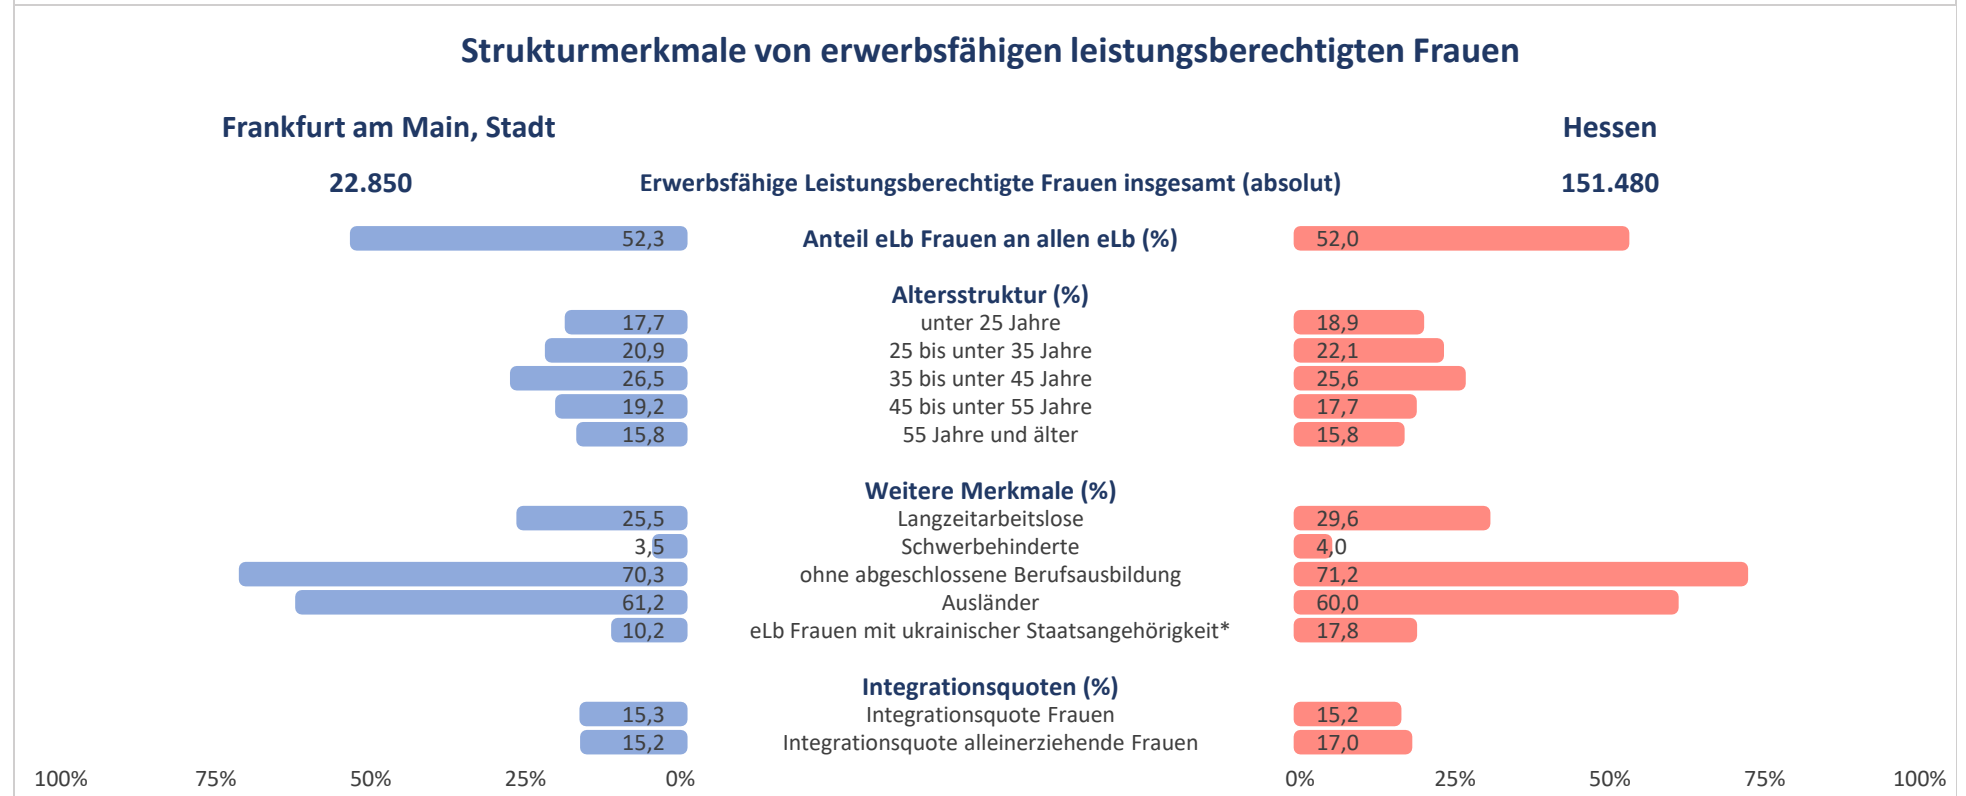 Strukturmerkmale von erwerbsfähigen leistungsberechtigten Frauen
Frankfurt am Main, Stadt Hessen
22.850 Erwerbsfähige Leistungsberechtigte Frauen insgesamt (absolut) 151.480
52,3 Anteil eLb Frauen an allen eLb (%) 52,0
Altersstruktur (%)
17,7 unter 25 Jahre 18,9
20,9 25 bis unter 35 Jahre 22,1
26,5 35 bis unter 45 Jahre 25,6
19,2 45 bis unter 55 Jahre 17,7
15,8 55 Jahre und älter 15,8
Weitere Merkmale (%)
25,5 Langzeitarbeitslose 29,6
3,5 Schwerbehinderte 4,0
70,3 ohne abgeschlossene Berufsausbildung 71,2
61,2 Ausländer 60,0
10,2 eLb Frauen mit ukrainischer Staatsangehörigkeit* 17,8
Integrationsquoten (%)
15,3 Integrationsquote Frauen 15,2
15,2 Integrationsquote alleinerziehende Frauen 17,0
100% 75% 50% 25% 0% 0% 25% 50% 75% 100%